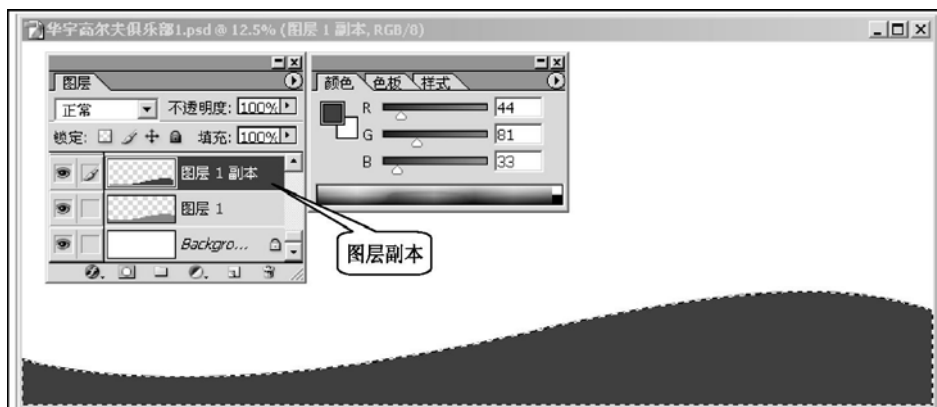 华宇高尔夫俱乐部1.psd @ 12.5% (图层 1 副本, RGB/8)
图层
正常 不透明度: 100%
锁定: 填充: 100%
图层 1 副本
图层 1
Backgro...
颜色 色板 样式
R 44
G 81
B 33
图层副本